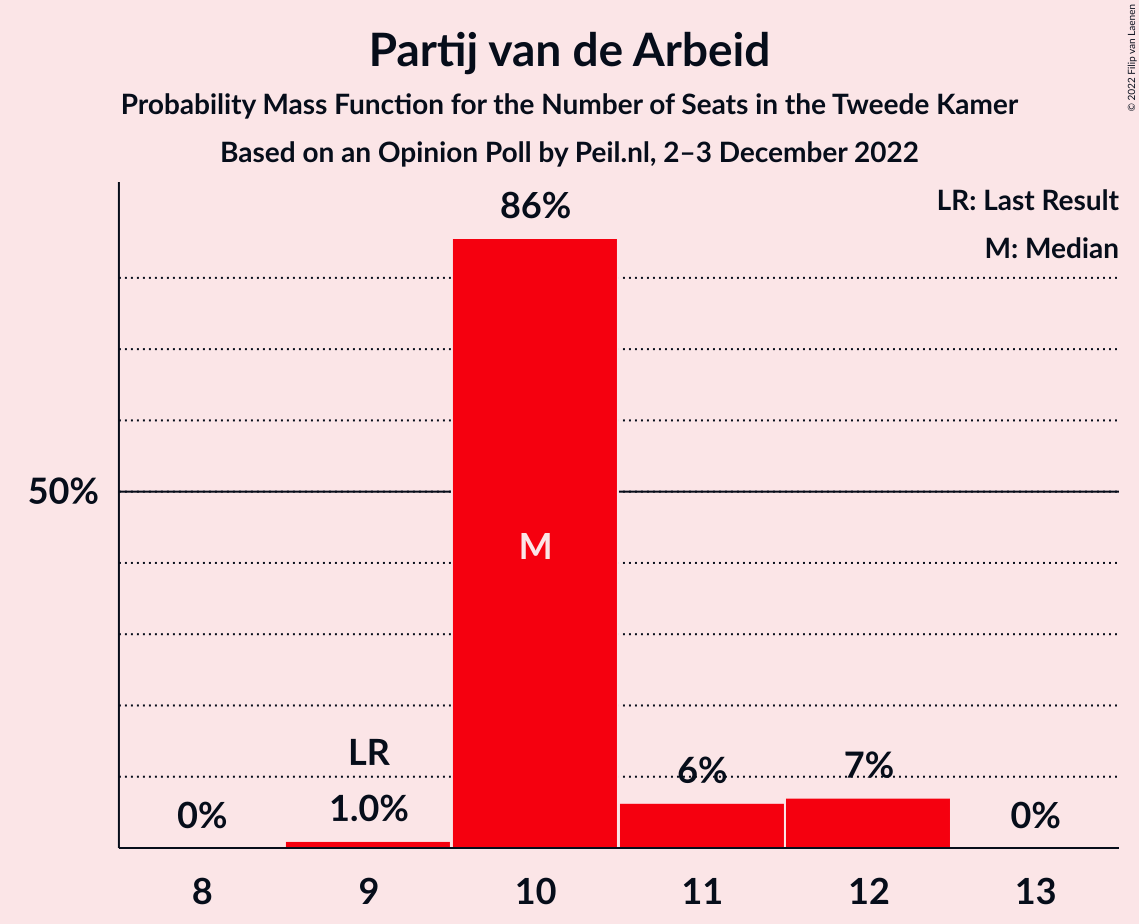 Partij van de Arbeid
Probability Mass Function for the Number of Seats in the Tweede Kamer
Based on an Opinion Poll by Peil.nl, 2–3 December 2022
© 2022 Filip van Laenen
LR: Last Result
M: Median
86%
50%
M
LR
0%
1.0%
6%
7%
0%
8
9
10
11
12
13